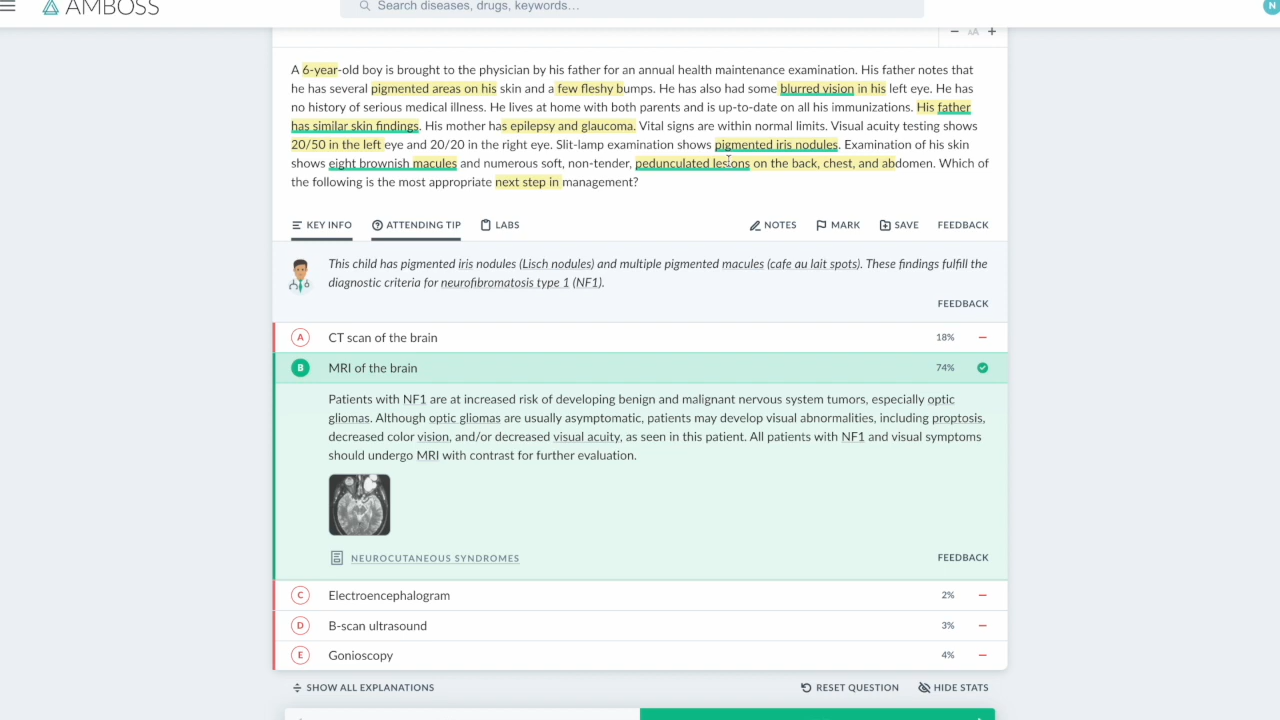 AMBOSS
Search diseases, drugs, keywords...
N
− AA +
A 6-year-old boy is brought to the physician by his father for an annual health maintenance examination. His father notes that
he has several pigmented areas on his skin and a few fleshy bumps. He has also had some blurred vision in his left eye. He has
no history of serious medical illness. He lives at home with both parents and is up-to-date on all his immunizations. His father
has similar skin findings. His mother has epilepsy and glaucoma. Vital signs are within normal limits. Visual acuity testing shows
20/50 in the left eye and 20/20 in the right eye. Slit-lamp examination shows pigmented iris nodules. Examination of his skin
shows eight brownish macules and numerous soft, non-tender, pedunculated lesions on the back, chest, and abdomen. Which of
the following is the most appropriate next step in management?
KEY INFO ATTENDING TIP LABS NOTES MARK SAVE FEEDBACK
This child has pigmented iris nodules (Lisch nodules) and multiple pigmented macules (cafe au lait spots). These findings fulfill the
diagnostic criteria for neurofibromatosis type 1 (NF1).
FEEDBACK
A CT scan of the brain 18% −
B MRI of the brain 74%
Patients with NF1 are at increased risk of developing benign and malignant nervous system tumors, especially optic
gliomas. Although optic gliomas are usually asymptomatic, patients may develop visual abnormalities, including proptosis,
decreased color vision, and/or decreased visual acuity, as seen in this patient. All patients with NF1 and visual symptoms
should undergo MRI with contrast for further evaluation.
NEUROCUTANEOUS SYNDROMES FEEDBACK
C Electroencephalogram 2% −
D B-scan ultrasound 3% −
E Gonioscopy 4% −
SHOW ALL EXPLANATIONS RESET QUESTION HIDE STATS